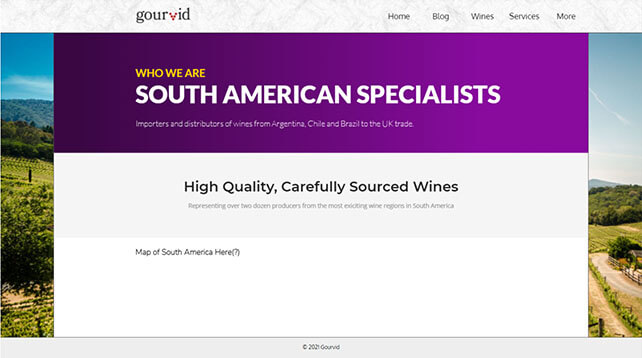 gourvid
Home Blog Wines Services More
WHO WE ARE
SOUTH AMERICAN SPECIALISTS
Importers and distributors of wines from Argentina, Chile and Brazil to the UK trade.
High Quality, Carefully Sourced Wines
Representing over two dozen producers from the most exiciting wine regions in South America
Map of South America Here(?)
© 2021 Gourvid